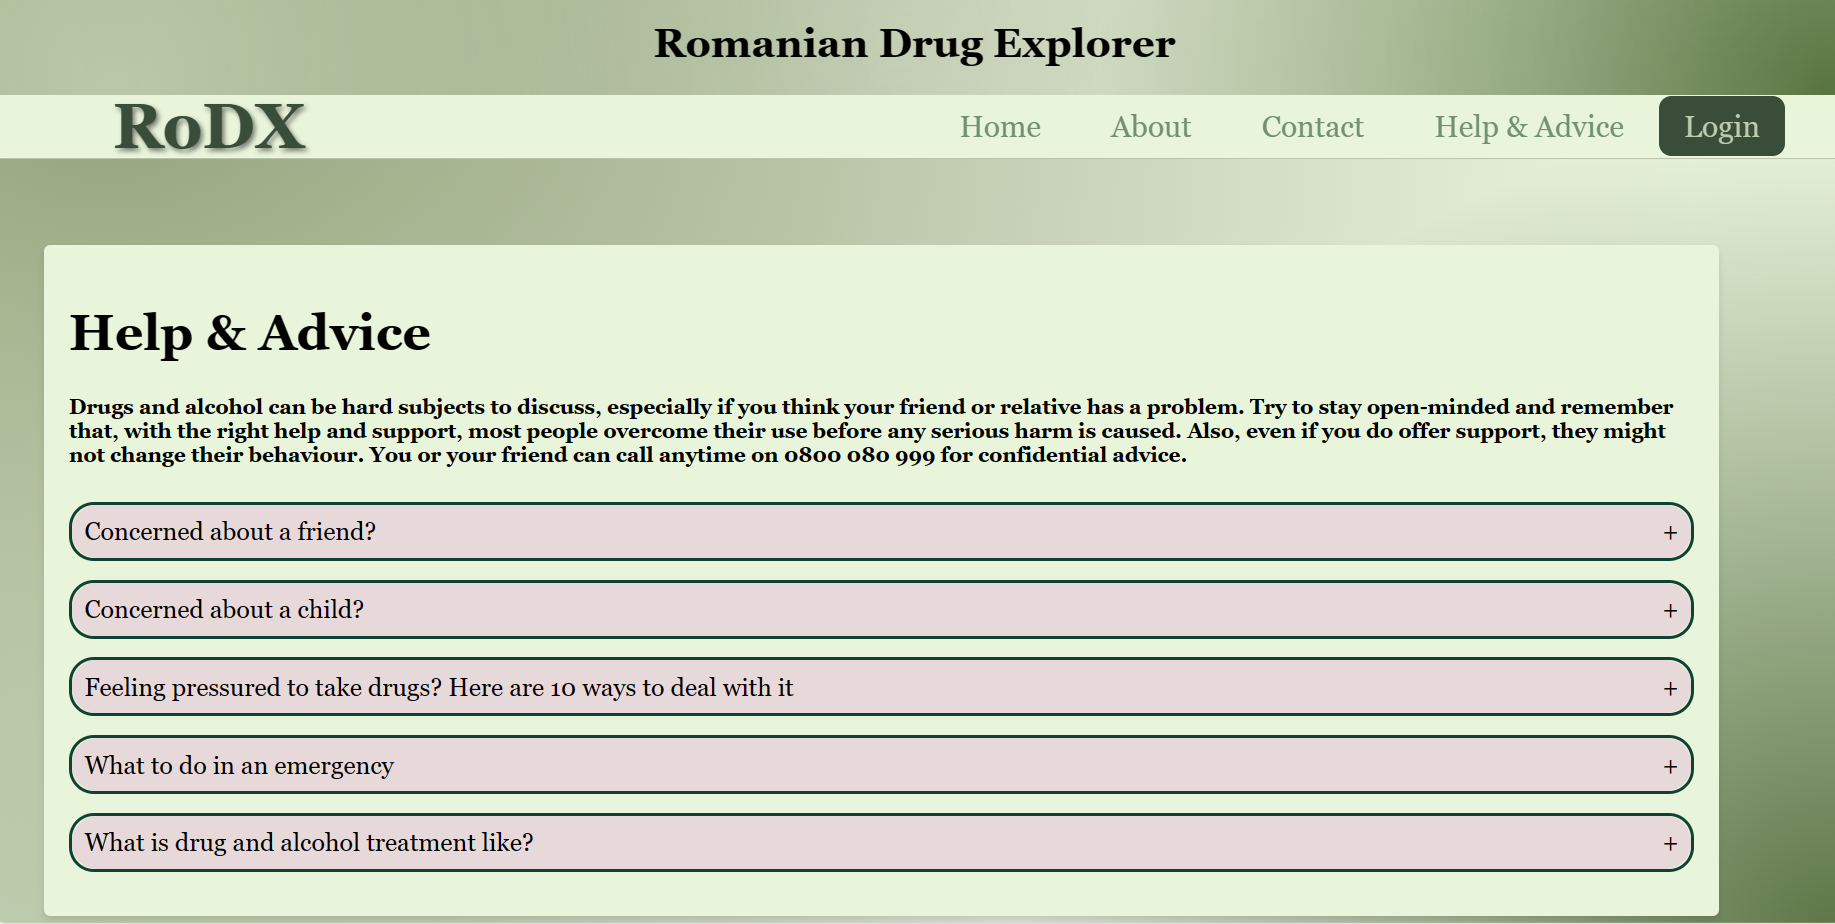 Romanian Drug Explorer
RoDX
Home
About
Contact
Help & Advice
Login
Help & Advice
Drugs and alcohol can be hard subjects to discuss, especially if you think your friend or relative has a problem. Try to stay open-minded and remember
that, with the right help and support, most people overcome their use before any serious harm is caused. Also, even if you do offer support, they might
not change their behaviour. You or your friend can call anytime on 0800 080 999 for confidential advice.
Concerned about a friend? +
Concerned about a child? +
Feeling pressured to take drugs? Here are 10 ways to deal with it +
What to do in an emergency +
What is drug and alcohol treatment like? +